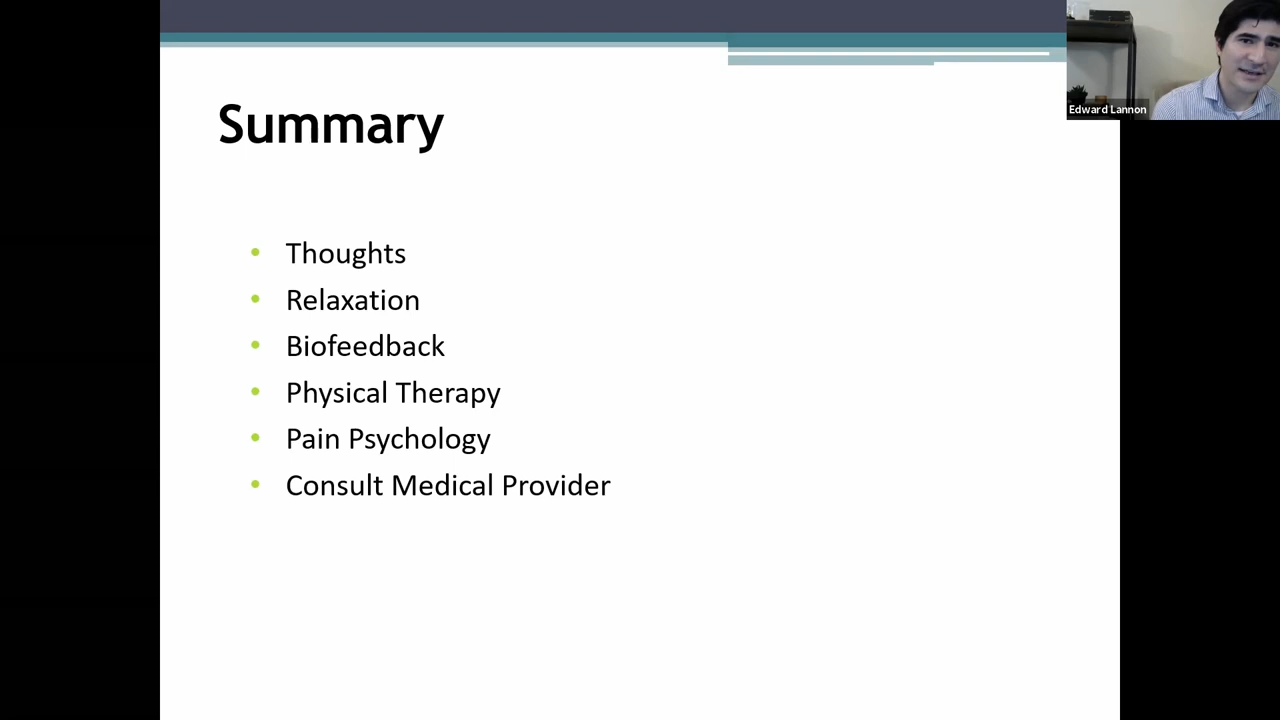 Edward Lannon
Summary
• Thoughts
• Relaxation
• Biofeedback
• Physical Therapy
• Pain Psychology
• Consult Medical Provider